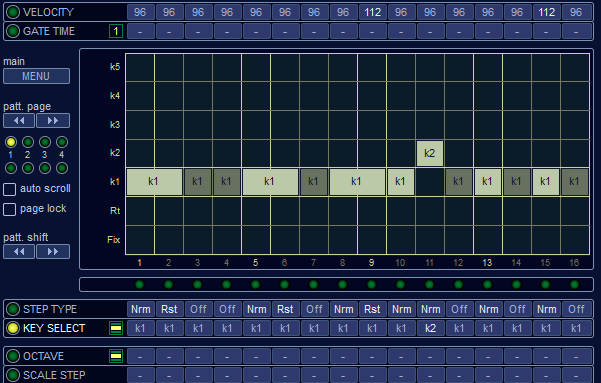 VELOCITY 96 96 96 96 96 96 96 96 112 96 96 96 96 96 112 96
GATE TIME 1 - - - - - - - - - - - - - - - -
main
MENU
patt. page
1 2 3 4
auto scroll
page lock
patt. shift
k5
k4
k3
k2 k2
k1 k1 k1 k1 k1 k1 k1 k1 k1 k1 k1 k1
Rt
Fix
1 2 3 4 5 6 7 8 9 10 11 12 13 14 15 16
STEP TYPE Nrm Rst Off Off Nrm Rst Off Nrm Rst Nrm Nrm Off Nrm Off Nrm Off
KEY SELECT k1 k1 k1 k1 k1 k1 k1 k1 k1 k1 k2 k1 k1 k1 k1 k1
OCTAVE - - - - - - - - - - - - - - - -
SCALE STEP - - - - - - - - - - - - - - - -